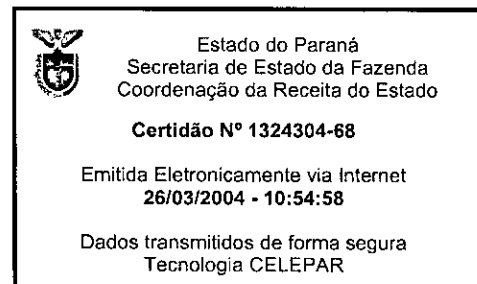 Estado do Paraná
Secretaria de Estado da Fazenda
Coordenação da Receita do Estado
Certidão Nº 1324304-68
Emitida Eletronicamente via Internet
26/03/2004 - 10:54:58
Dados transmitidos de forma segura
Tecnologia CELEPAR